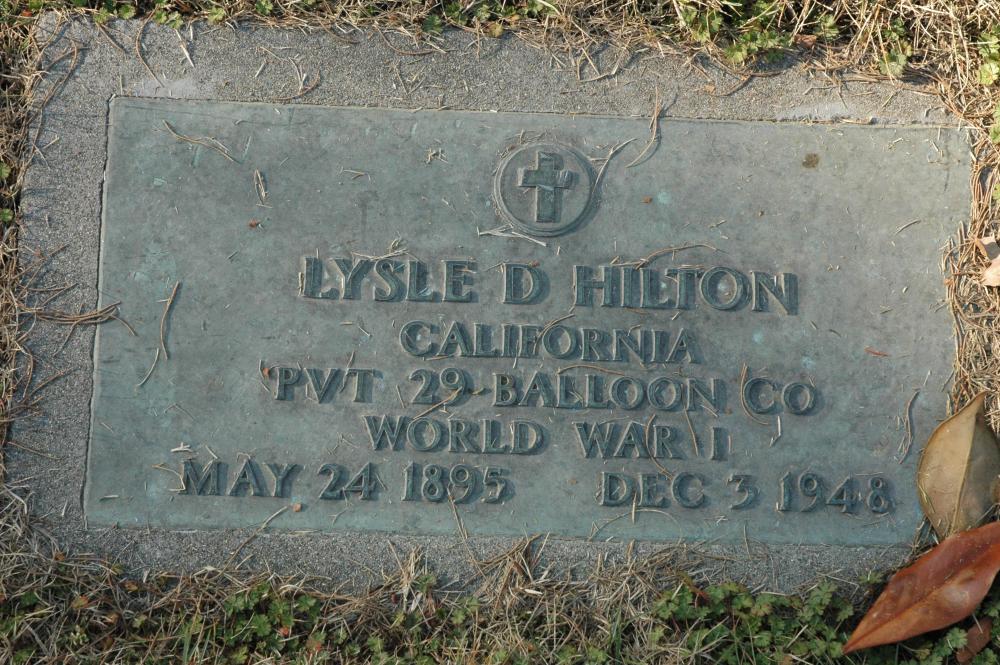 LYSLE D HILTON
CALIFORNIA
PVT 29 BALLOON CO
WORLD WAR I
MAY 24 1895 DEC 3 1948